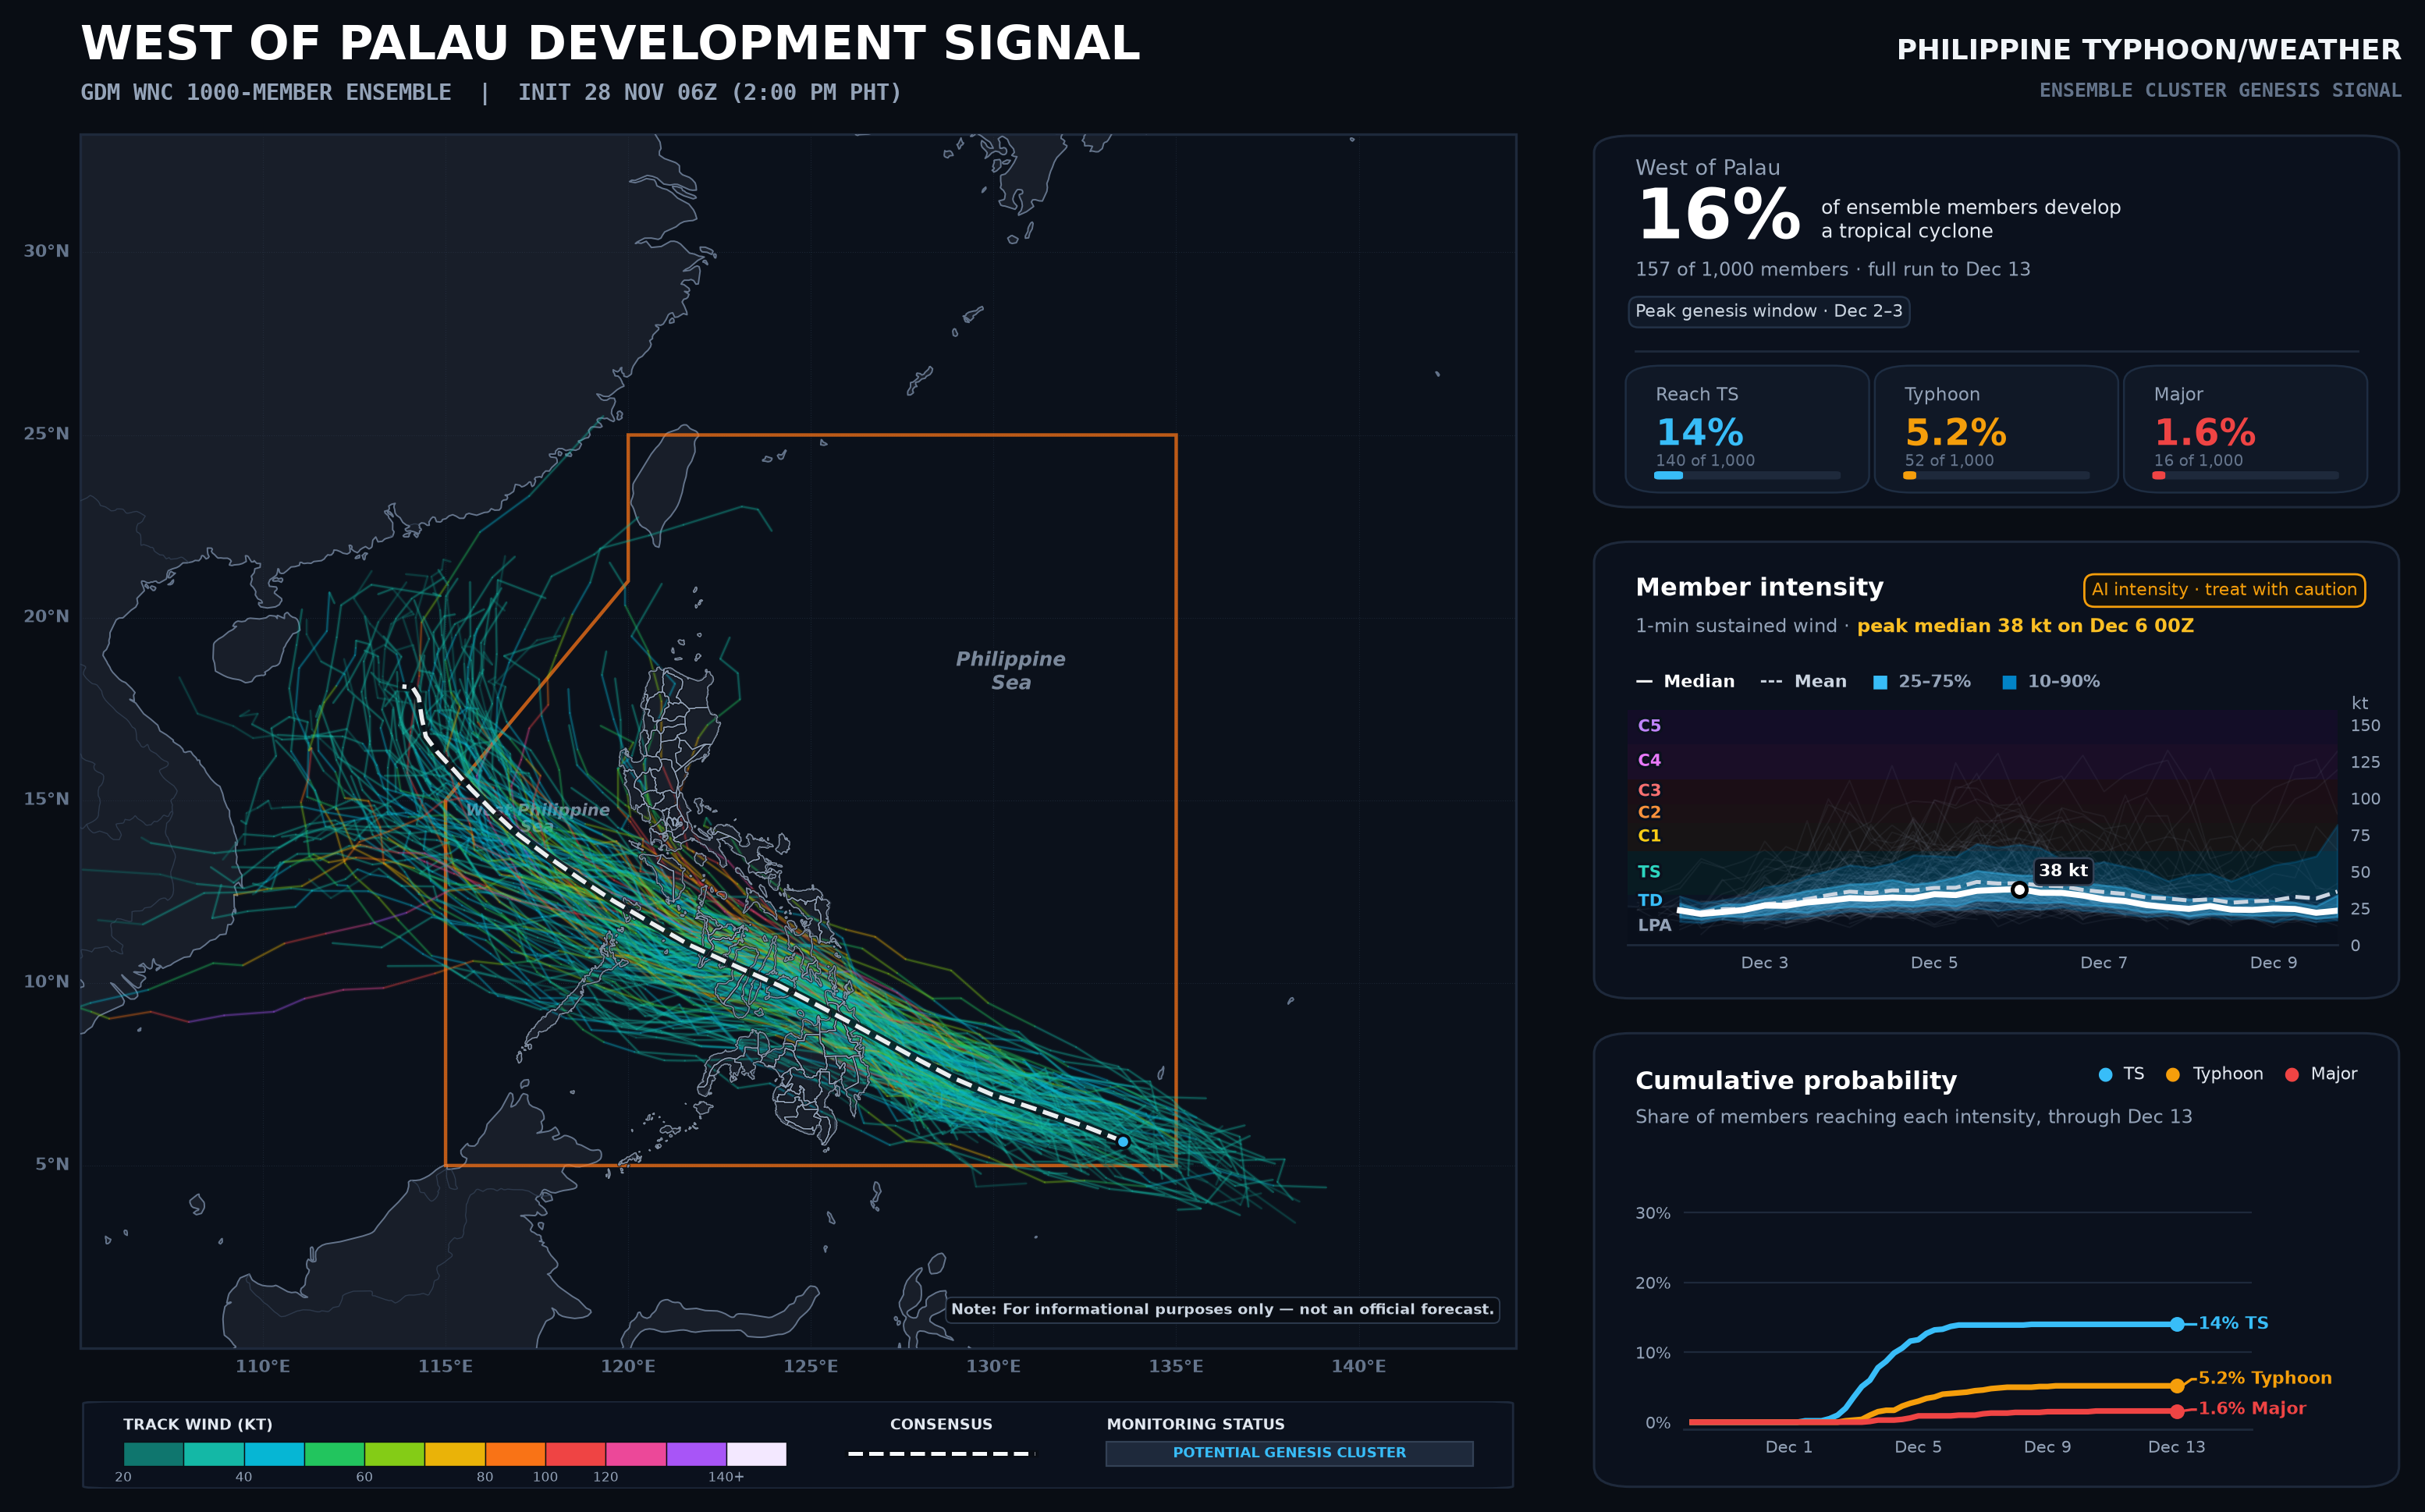 WEST OF PALAU DEVELOPMENT SIGNAL
GDM WNC 1000-MEMBER ENSEMBLE | INIT 28 NOV 06Z (2:00 PM PHT)
PHILIPPINE TYPHOON/WEATHER
ENSEMBLE CLUSTER GENESIS SIGNAL
30°N
25°N
20°N
15°N
10°N
5°N
Philippine
Sea
West Philippine
Sea
Note: For informational purposes only — not an official forecast.
110°E
115°E
120°E
125°E
130°E
135°E
140°E
TRACK WIND (KT)
20
40
60
80
100
120
140+
CONSENSUS
MONITORING STATUS
POTENTIAL GENESIS CLUSTER
West of Palau
16%
of ensemble members develop
a tropical cyclone
157 of 1,000 members · full run to Dec 13
Peak genesis window · Dec 2–3
Reach TS
14%
140 of 1,000
Typhoon
5.2%
52 of 1,000
Major
1.6%
16 of 1,000
Member intensity
AI intensity · treat with caution
1-min sustained wind · peak median 38 kt on Dec 6 00Z
Median
Mean
25–75%
10–90%
kt
C5
C4
C3
C2
C1
TS
TD
LPA
150
125
100
75
50
25
0
38 kt
Dec 3
Dec 5
Dec 7
Dec 9
Cumulative probability
TS
Typhoon
Major
Share of members reaching each intensity, through Dec 13
30%
20%
10%
0%
14% TS
5.2% Typhoon
1.6% Major
Dec 1
Dec 5
Dec 9
Dec 13